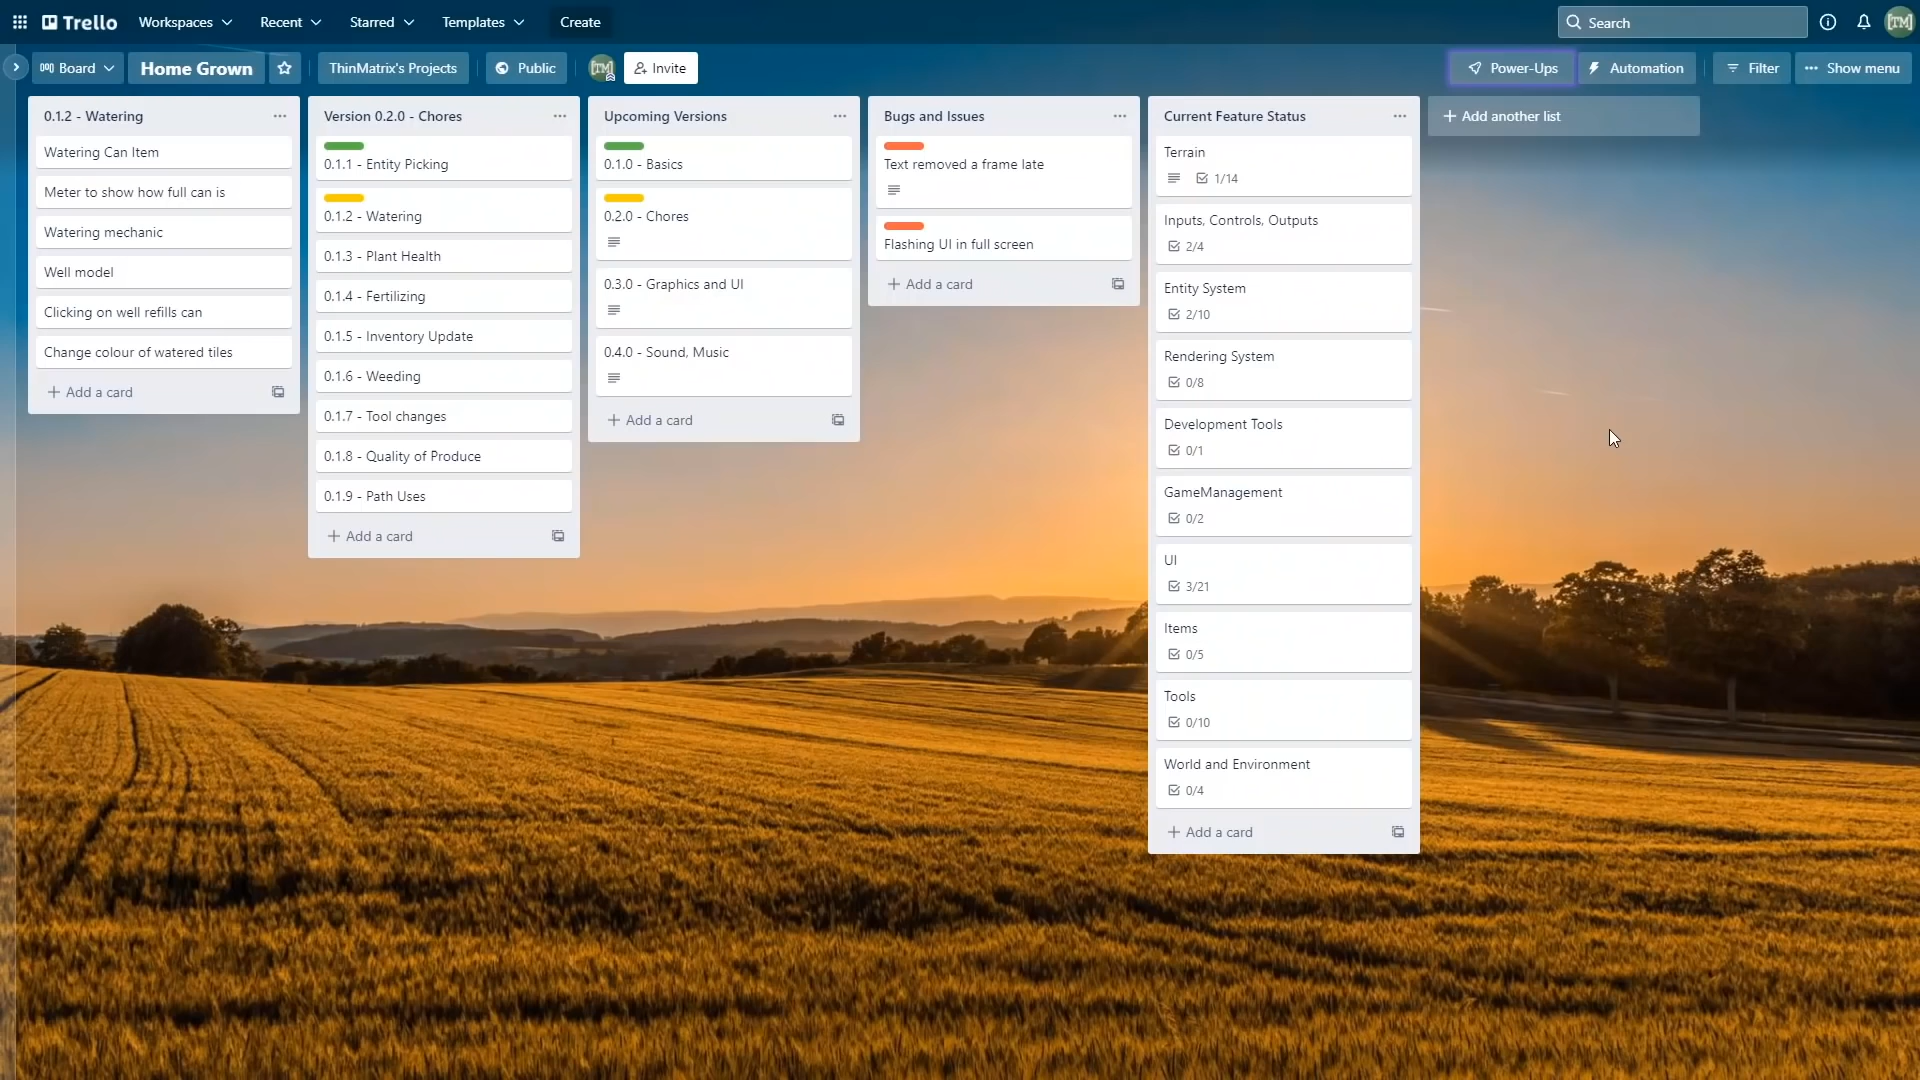 Trello
Workspaces
Recent
Starred
Templates
Create
Search
[TM]
Board
Home Grown
ThinMatrix's Projects
Public
[TM]
Invite
Power-Ups
Automation
Filter
Show menu
0.1.2 - Watering
Watering Can Item
Meter to show how full can is
Watering mechanic
Well model
Clicking on well refills can
Change colour of watered tiles
Add a card
Version 0.2.0 - Chores
0.1.1 - Entity Picking
0.1.2 - Watering
0.1.3 - Plant Health
0.1.4 - Fertilizing
0.1.5 - Inventory Update
0.1.6 - Weeding
0.1.7 - Tool changes
0.1.8 - Quality of Produce
0.1.9 - Path Uses
Add a card
Upcoming Versions
0.1.0 - Basics
0.2.0 - Chores
0.3.0 - Graphics and UI
0.4.0 - Sound, Music
Add a card
Bugs and Issues
Text removed a frame late
Flashing UI in full screen
Add a card
Current Feature Status
Terrain
1/14
Inputs, Controls, Outputs
2/4
Entity System
2/10
Rendering System
0/8
Development Tools
0/1
GameManagement
0/2
UI
3/21
Items
0/5
Tools
0/10
World and Environment
0/4
Add a card
Add another list